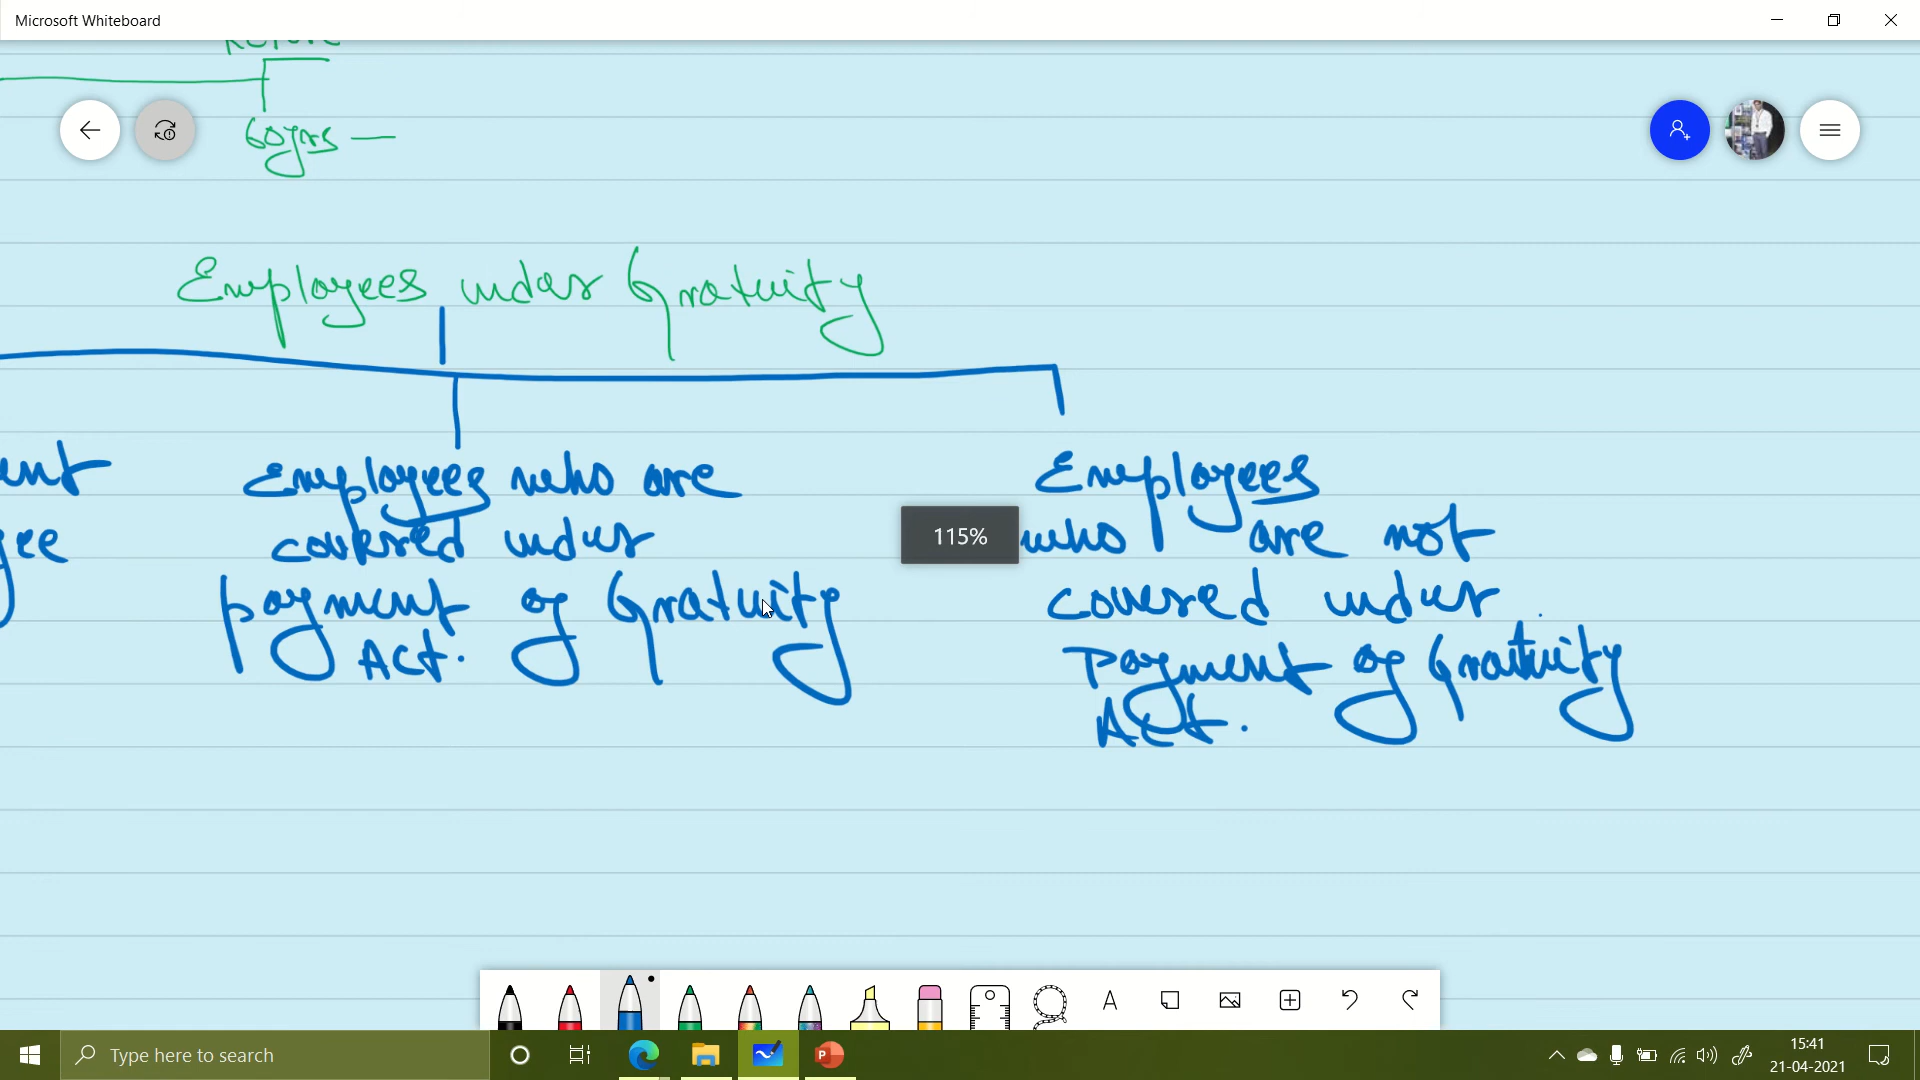 Microsoft Whiteboard
Retire
60yrs —
Employees under Gratuity
ent
ee
Employees who are
covered under
payment of Gratuity
Act.
Employees
who are not
covered under
Payment of Gratuity
Act.
115%
A
Type here to search
15:41
21-04-2021